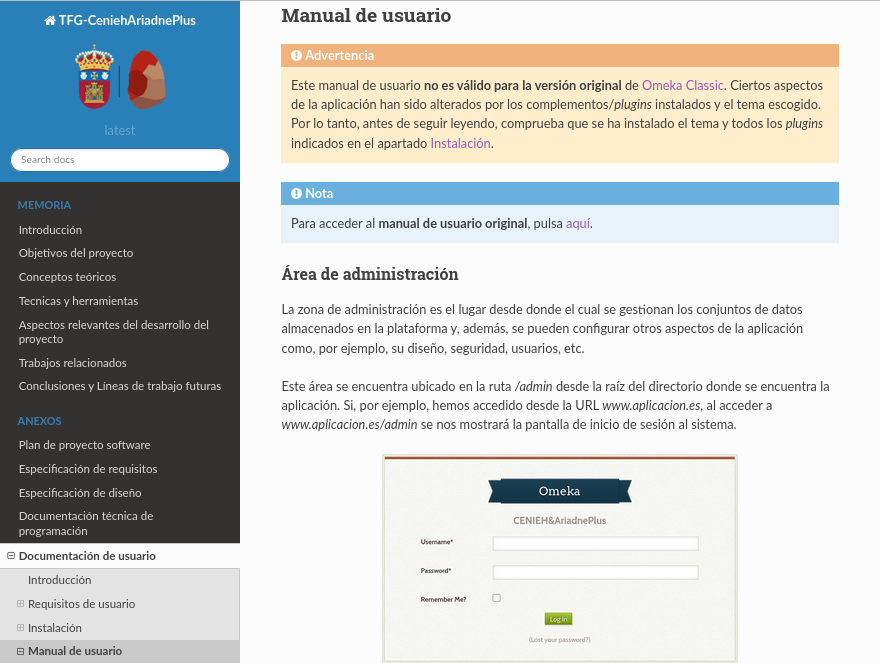 TFG-CeniehAriadnePlus
latest
Search docs
MEMORIA
Introducción
Objetivos del proyecto
Conceptos teóricos
Tecnicas y herramientas
Aspectos relevantes del desarrollo del
proyecto
Trabajos relacionados
Conclusiones y Líneas de trabajo futuras
ANEXOS
Plan de proyecto software
Especificación de requisitos
Especificación de diseño
Documentación técnica de
programación
Documentación de usuario
Introducción
Requisitos de usuario
Instalación
Manual de usuario
Manual de usuario
Advertencia
Este manual de usuario no es válido para la versión original de Omeka Classic. Ciertos aspectos
de la aplicación han sido alterados por los complementos/plugins instalados y el tema escogido.
Por lo tanto, antes de seguir leyendo, comprueba que se ha instalado el tema y todos los plugins
indicados en el apartado Instalación.
Nota
Para acceder al manual de usuario original, pulsa aquí.
Área de administración
La zona de administración es el lugar desde donde el cual se gestionan los conjuntos de datos
almacenados en la plataforma y, además, se pueden configurar otros aspectos de la aplicación
como, por ejemplo, su diseño, seguridad, usuarios, etc.
Este área se encuentra ubicado en la ruta /admin desde la raíz del directorio donde se encuentra la
aplicación. Si, por ejemplo, hemos accedido desde la URL www.aplicacion.es, al acceder a
www.aplicacion.es/admin se nos mostrará la pantalla de inicio de sesión al sistema.
Omeka
CENIEH&AriadnePlus
Username*
Password*
Remember Me?
Log in
(Lost your password?)